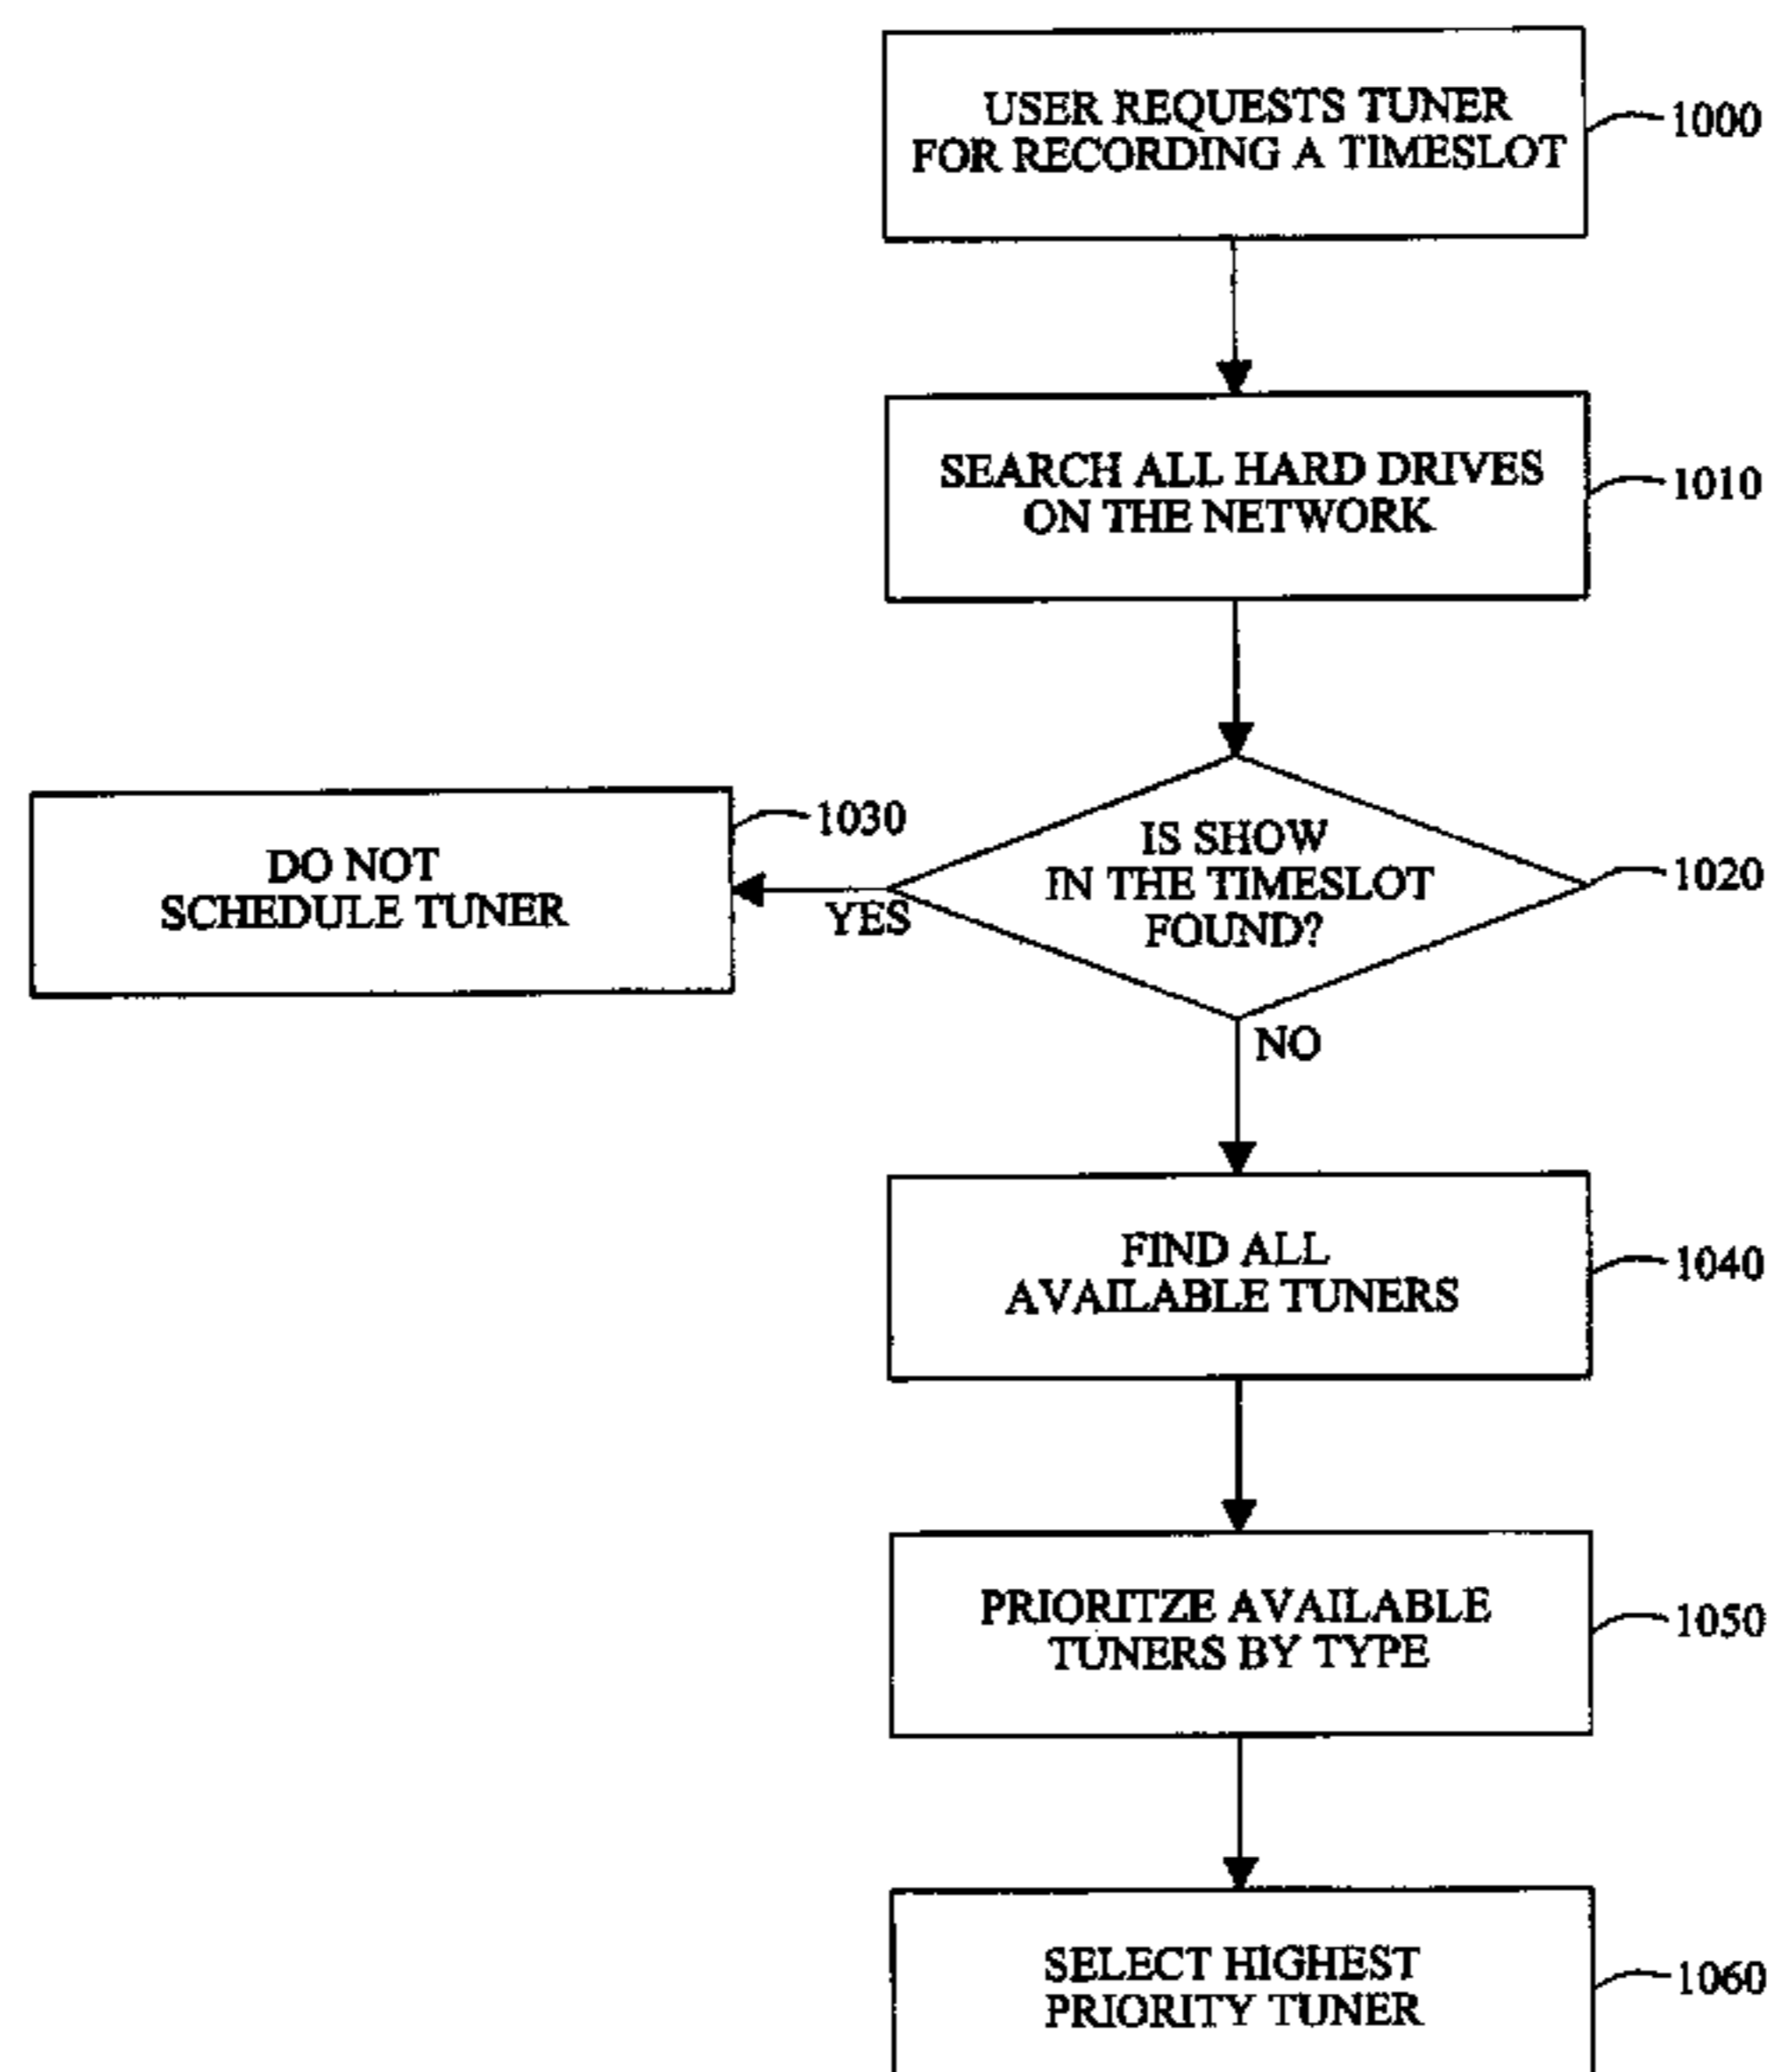 USER REQUESTS TUNER
FOR RECORDING A TIMESLOT
1000
SEARCH ALL HARD DRIVES
ON THE NETWORK
1010
IS SHOW
IN THE TIMESLOT
FOUND?
1020
YES
DO NOT
SCHEDULE TUNER
1030
NO
FIND ALL
AVAILABLE TUNERS
1040
PRIORITZE AVAILABLE
TUNERS BY TYPE
1050
SELECT HIGHEST
PRIORITY TUNER
1060